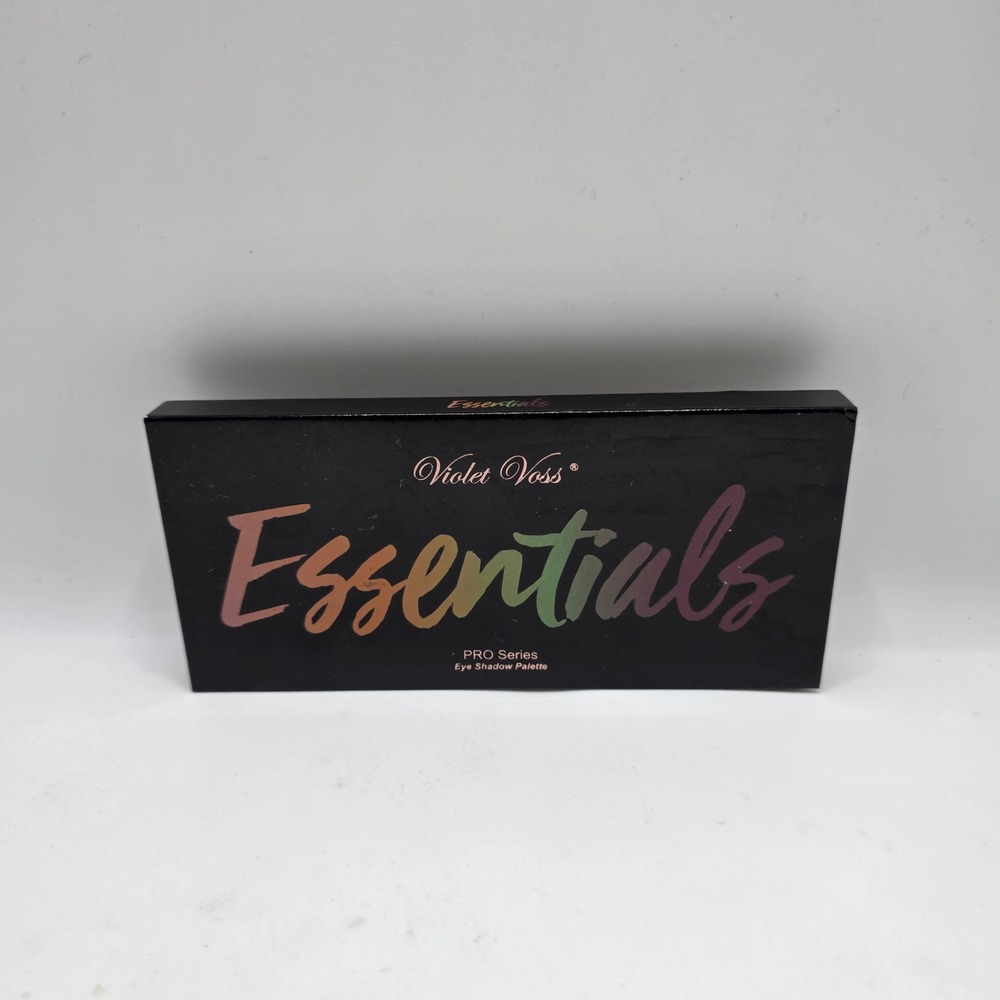 Essentials
Violet Voss®
Essentials
PRO Series
Eye Shadow Palette